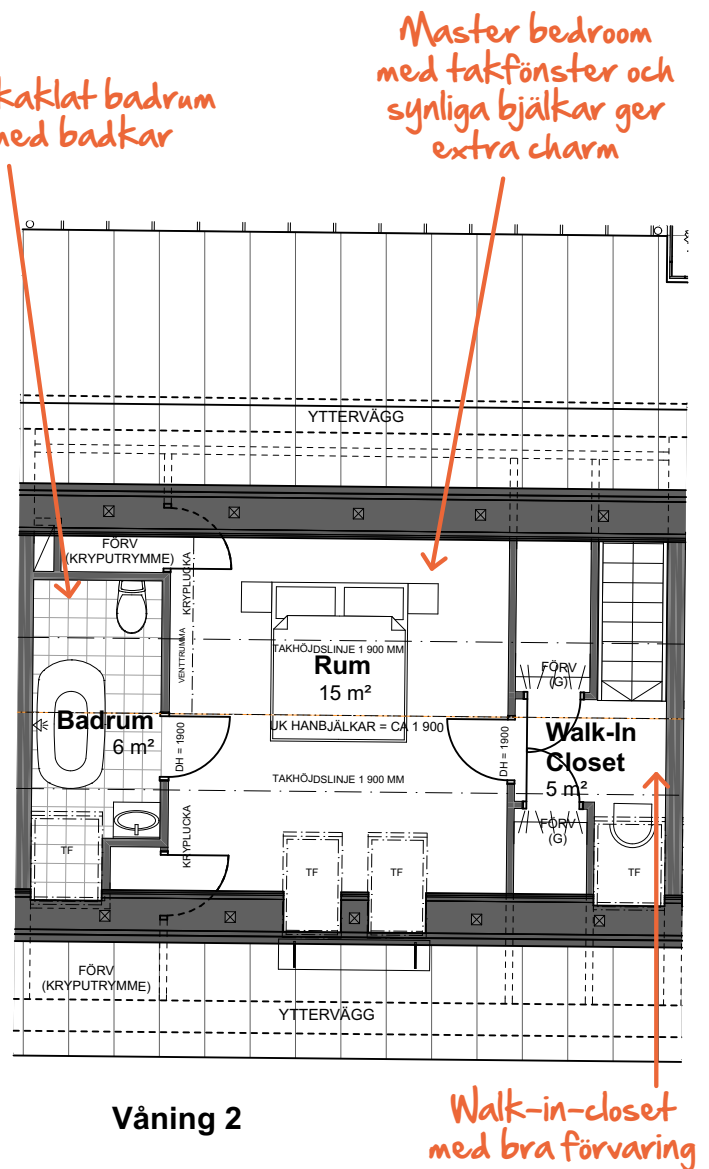 Master bedroom
med takfönster och
synliga bjälkar ger
extra charm
kaklat badrum
med badkar
YTTERVÄGG
FÖRV
(KRYPUTRYMME)
KRYPLUCKA
VENTTRUMMA
TAKHÖJDSLINJE 1 900 MM
Rum
15 m²
FÖRV
(G)
Badrum
6 m²
DH = 1900
UK HANBJÄLKAR = CA 1 900
DH = 1900
Walk-In
Closet
5 m²
TAKHÖJDSLINJE 1 900 MM
KRYPLUCKA
FÖRV
(G)
TF
TF
TF
TF
FÖRV
(KRYPUTRYMME)
YTTERVÄGG
Våning 2
Walk-in-closet
med bra förvaring